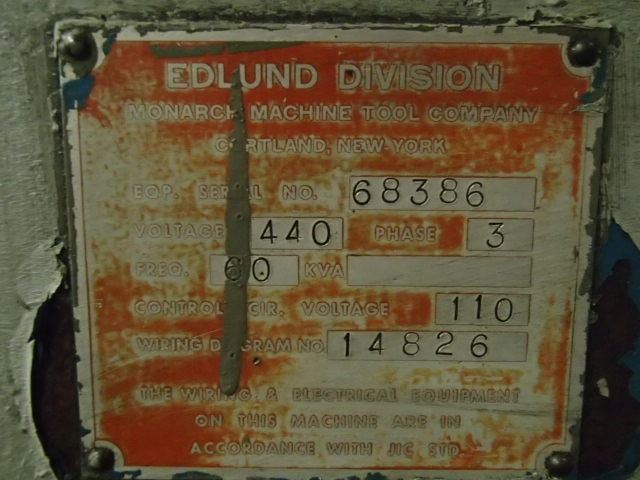 EDLUND DIVISION
MONARCH MACHINE TOOL COMPANY
CORTLAND, NEW YORK
EQP. SERIAL NO. 68386
VOLTAGE 440 PHASE 3
FREQ. 60 KVA
CONTROL CIR. VOLTAGE 110
WIRING DIAGRAM NO. 14826
THE WIRING & ELECTRICAL EQUIPMENT
ON THIS MACHINE ARE IN
ACCORDANCE WITH JIC STD.